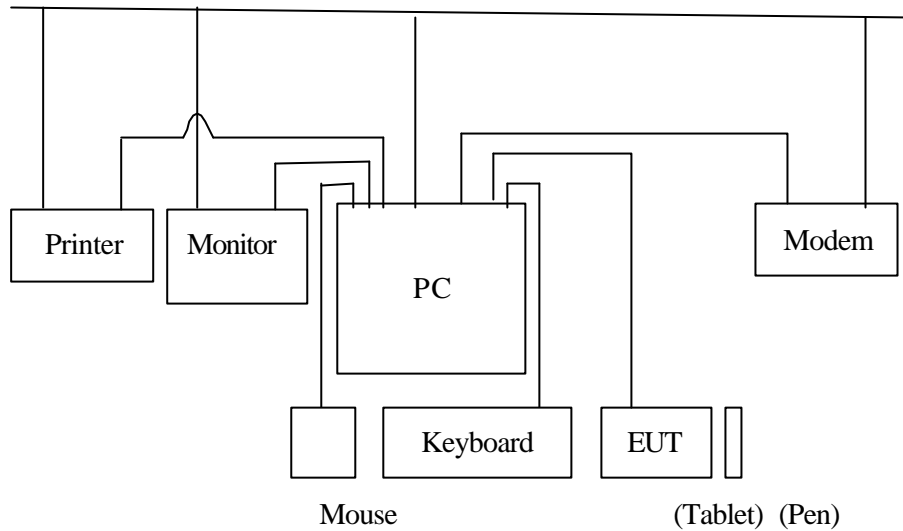 Printer
Monitor
Modem
PC
Keyboard
EUT
Mouse
(Tablet) (Pen)